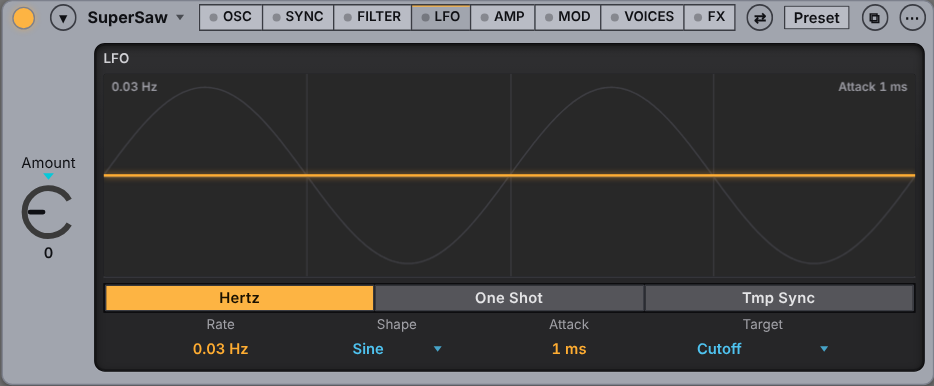 SuperSaw OSC SYNC FILTER LFO AMP MOD VOICES FX Preset
LFO
0.03 Hz Attack 1 ms
Amount
0
Hertz One Shot Tmp Sync
Rate Shape Attack Target
0.03 Hz Sine 1 ms Cutoff